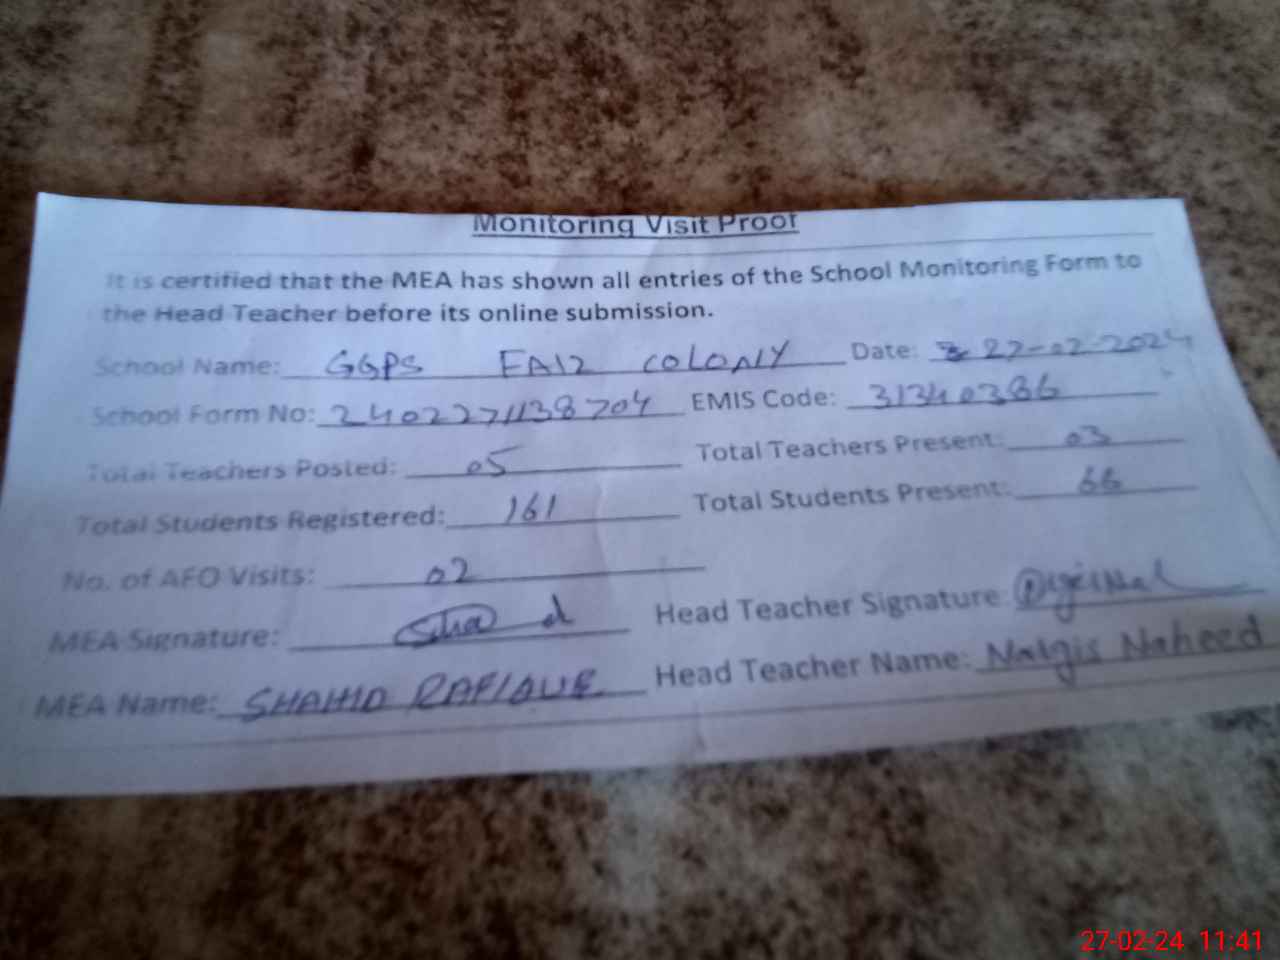 Monitoring Visit Proof
It is certified that the MEA has shown all entries of the School Monitoring Form to
the Head Teacher before its online submission.
School Name: GGPS FAIZ COLONY Date: 27-02-2024
School Form No: 2402271138704 EMIS Code: 31340386
Total Teachers Posted: 05 Total Teachers Present: 03
Total Students Registered: 161 Total Students Present: 66
No. of AFO Visits: 02
MEA Signature: Head Teacher Signature:
MEA Name: SHAHID RAFIQUE Head Teacher Name: Nargis Naheed
27-02-24 11:41